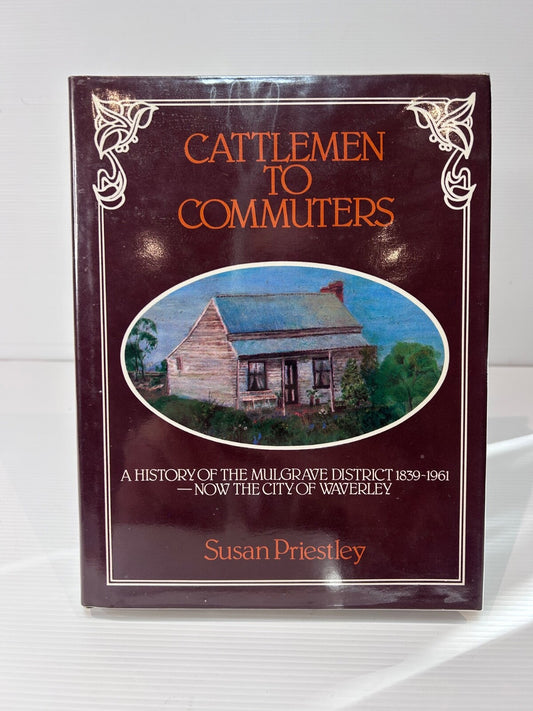 CATTLEMEN
TO
COMMUTERS
A HISTORY OF THE MULGRAVE DISTRICT 1839-1961
—NOW THE CITY OF WAVERLEY
Susan Priestley